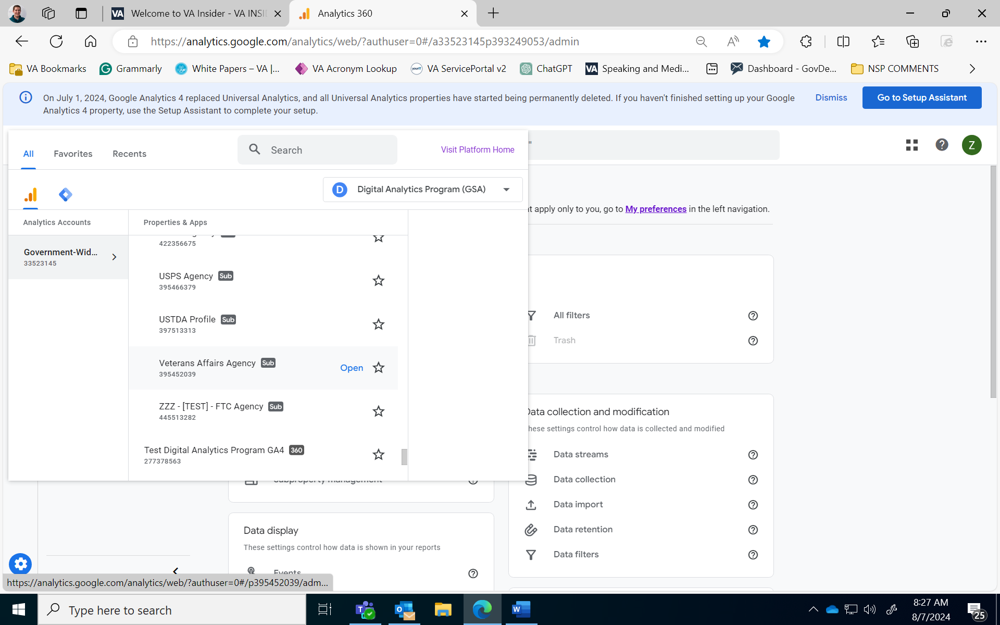 VA Welcome to VA Insider - VA INSI
Analytics 360
https://analytics.google.com/analytics/web/?authuser=0#/a33523145p393249053/admin
VA Bookmarks
Grammarly
White Papers – VA |...
VA Acronym Lookup
VA ServicePortal v2
ChatGPT
VA Speaking and Medi...
Dashboard - GovDe...
NSP COMMENTS
On July 1, 2024, Google Analytics 4 replaced Universal Analytics, and all Universal Analytics properties have started being permanently deleted. If you haven't finished setting up your Google
Analytics 4 property, use the Setup Assistant to complete your setup.
Dismiss
Go to Setup Assistant
All
Favorites
Recents
Search
Visit Platform Home
"
Z
D Digital Analytics Program (GSA)
t apply only to you, go to My preferences in the left navigation.
Analytics Accounts
Properties & Apps
Government-Wid...
33523145
422356675
USPS Agency Sub
395466379
USTDA Profile Sub
397513313
Veterans Affairs Agency Sub
395452039
Open
ZZZ - [TEST] - FTC Agency Sub
445513282
Test Digital Analytics Program GA4 360
277378563
All filters
Trash
Data collection and modification
hese settings control how data is collected and modified
Data streams
Data collection
Data import
Data retention
Data filters
Subproperty management
Data display
These settings control how data is shown in your reports
Events
https://analytics.google.com/analytics/web/?authuser=0#/p395452039/adm...
Type here to search
8:27 AM
8/7/2024
25